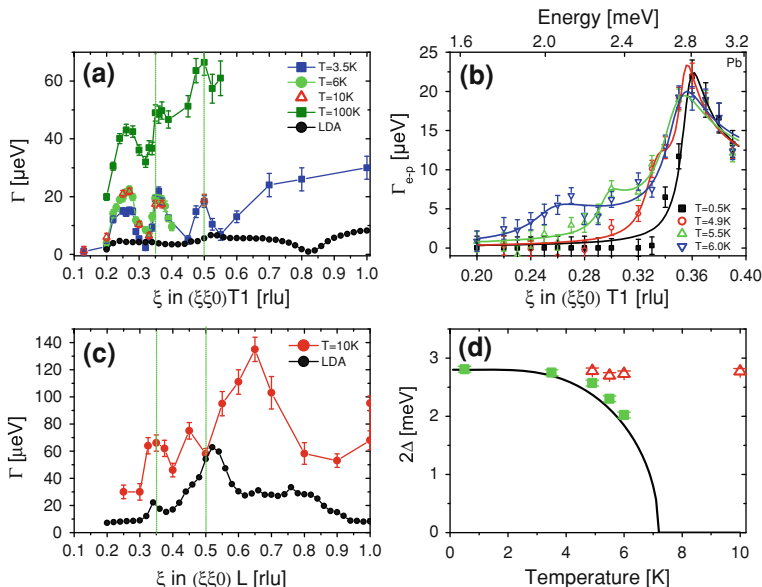 (a)
T=3.5K
T=6K
T=10K
T=100K
LDA
Γ [µeV]
60
40
20
0
0.1 0.2 0.3 0.4 0.5 0.6 0.7 0.8 0.9 1.0
ξ in (ξξ0)T1 [rlu]
Energy [meV]
1.6 2.0 2.4 2.8 3.2
(b)
Pb
Γe-p [µeV]
25
20
15
10
5
0
T=0.5K
T=4.9K
T=5.5K
T=6.0K
0.20 0.25 0.30 0.35 0.40
ξ in (ξξ0) T1 [rlu]
(c)
T=10K
LDA
Γ [µeV]
140
120
100
80
60
40
20
0
0.1 0.2 0.3 0.4 0.5 0.6 0.7 0.8 0.9 1.0
ξ in (ξξ0) L [rlu]
(d)
2Δ [meV]
4
3
2
1
0
0 2 4 6 8 10
Temperature [K]